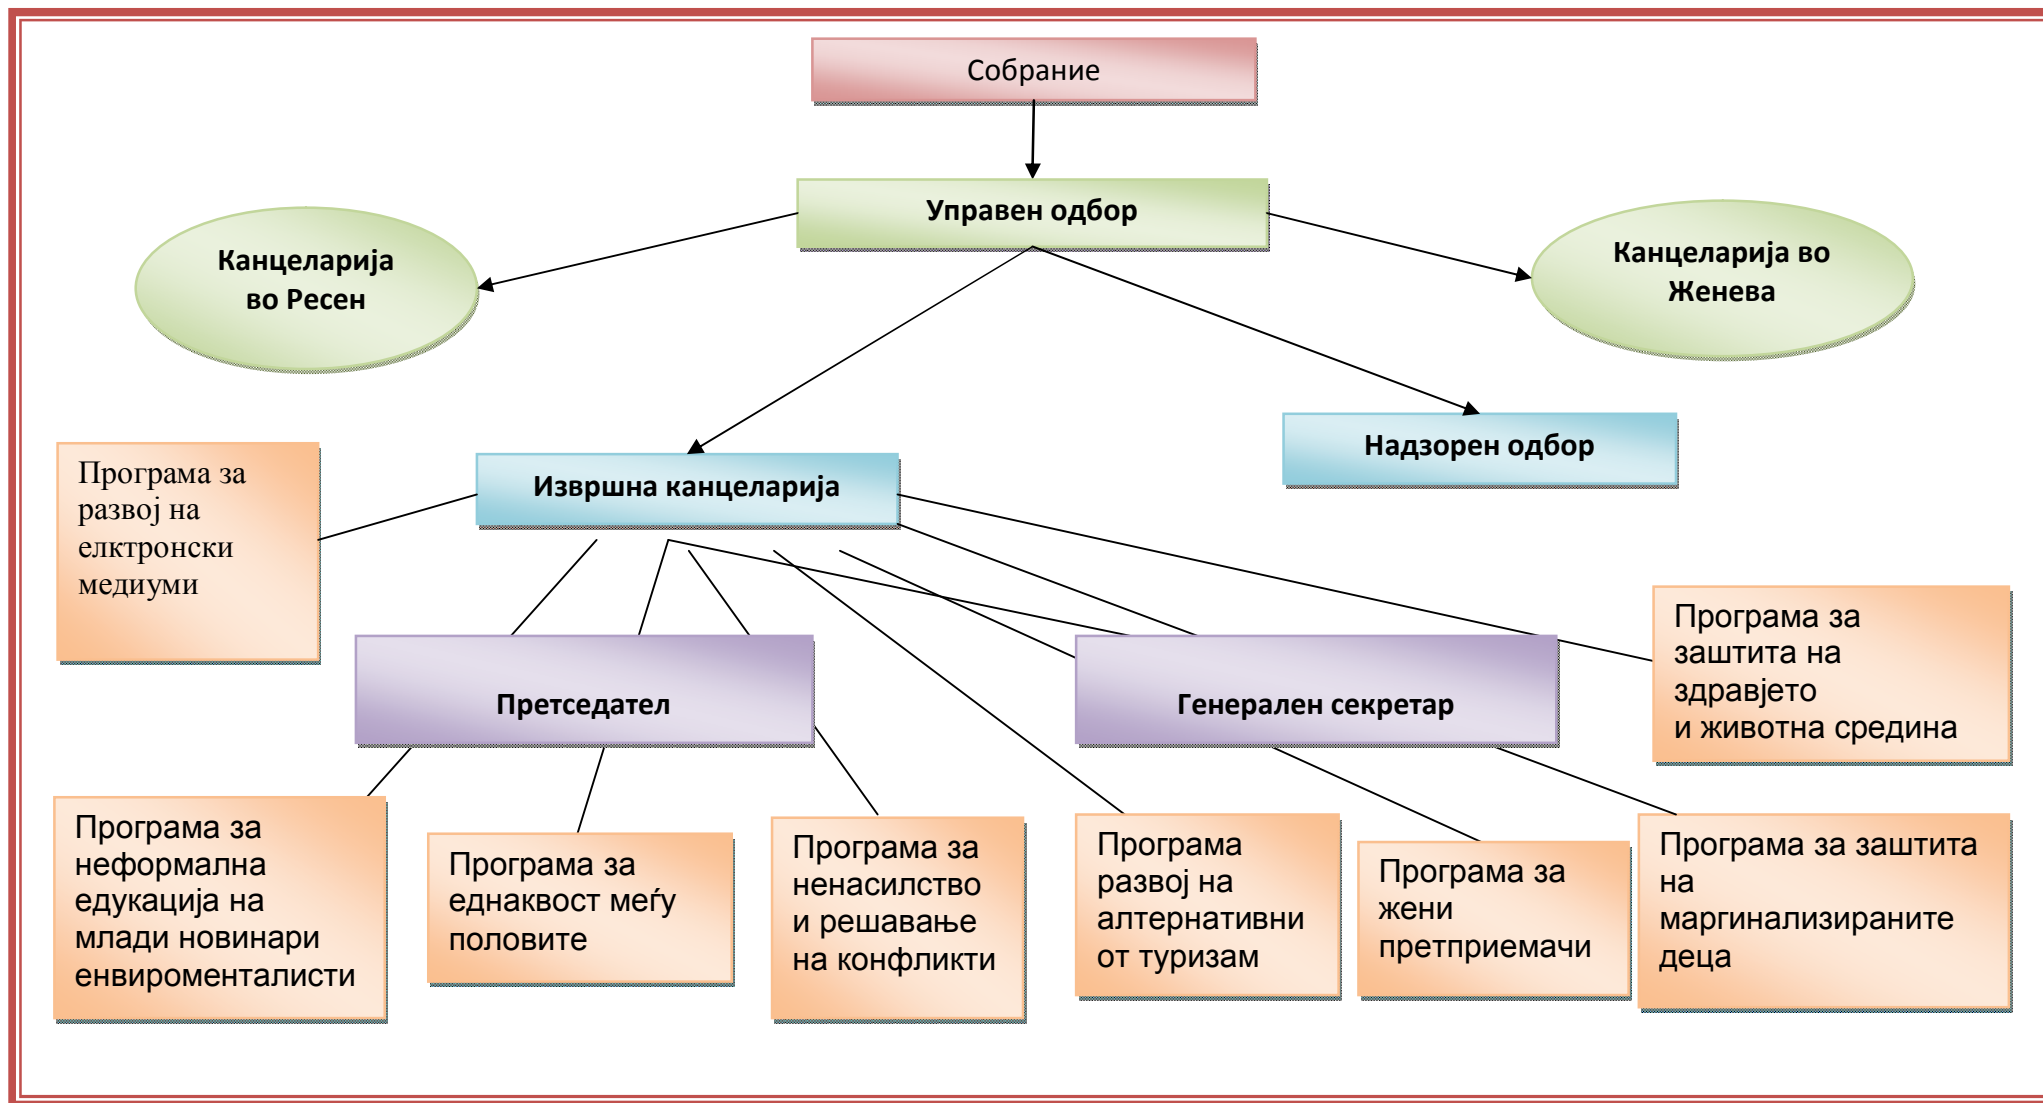 Собрание
Управен одбор
Канцеларија
во Ресен
Канцеларија во
Женева
Надзорен одбор
Извршна канцеларија
Програма за
развој на
елктронски
медиуми
Програма за
заштита на
здравјето
и животна средина
Претседател
Генерален секретар
Програма за
неформална
едукација на
млади новинари
енвироменталисти
Програма за
еднаквост меѓу
половите
Програма за
ненасилство
и решавање
на конфликти
Програма
развој на
алтернативни
от туризам
Програма за
жени
претприемачи
Програма за заштита
на
маргинализираните
деца